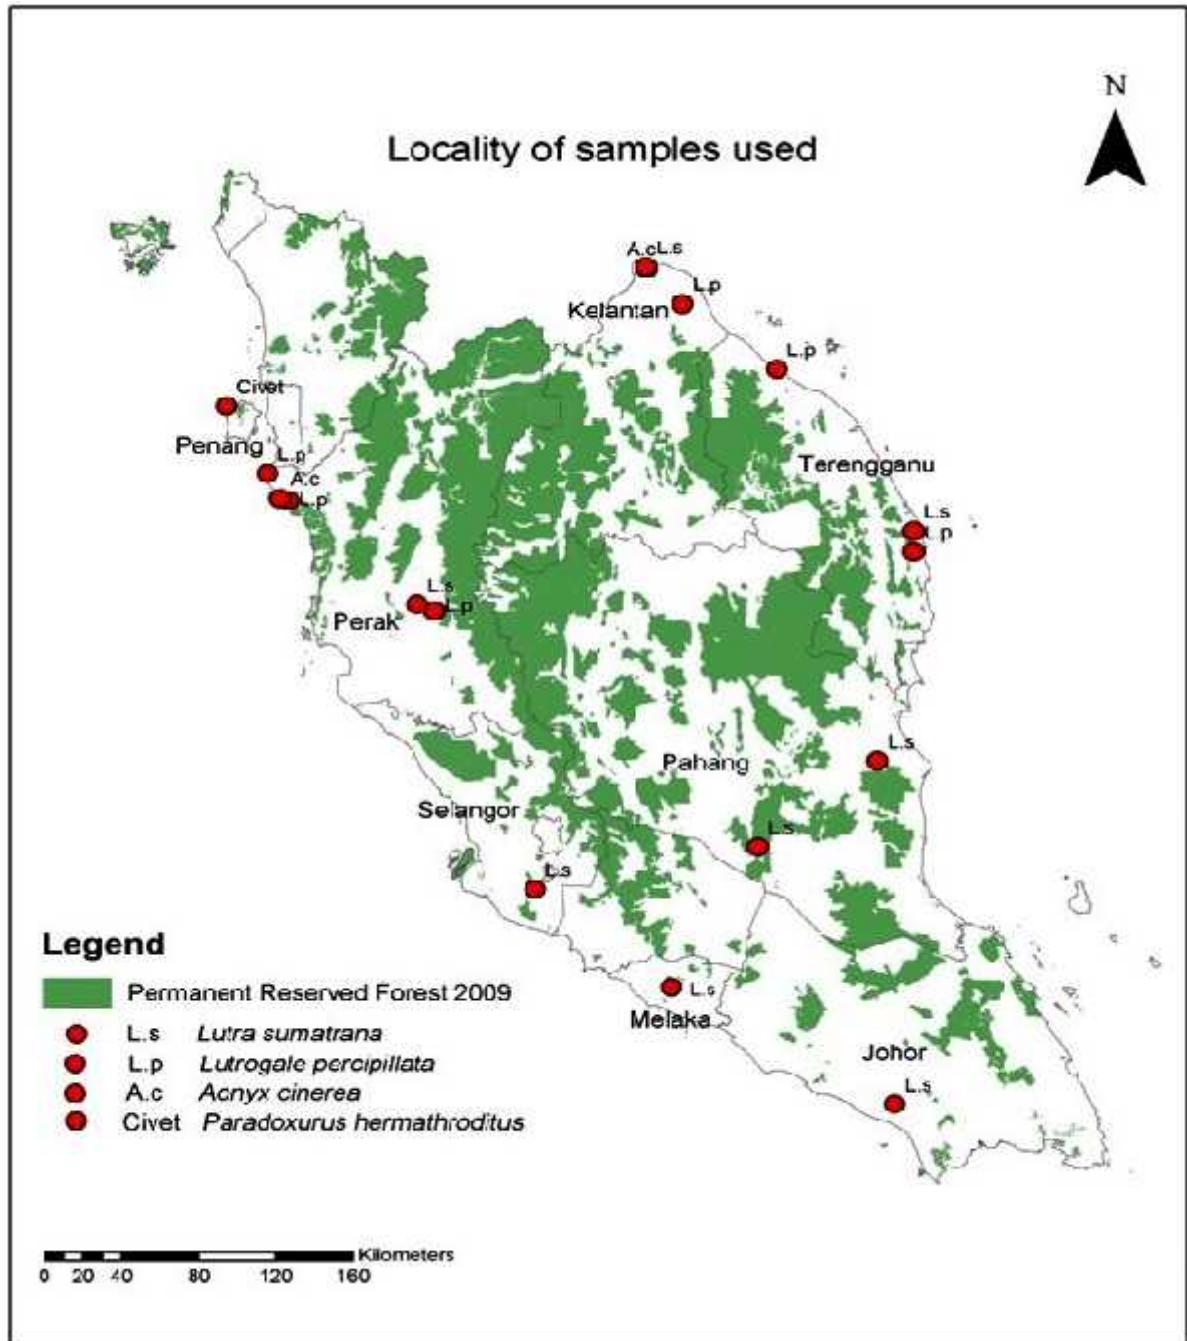 N
Locality of samples used
A.c L.s
L.p
Kelantan
L.p
Civet
Penang
L.p
Terengganu
A.c
L.p
L.s
L.p
L.s
L.p
Perak
L.s
Pahang
Selangor
L.s
L.s
Legend
Permanent Reserved Forest 2009
L.s
Melaka
L.s Lutra sumatrana
L.p Lutrogale percipillata
Johor
A.c Aonyx cinerea
L.s
Civet Paradoxurus hermathroditus
Kilometers
0 20 40 80 120 160